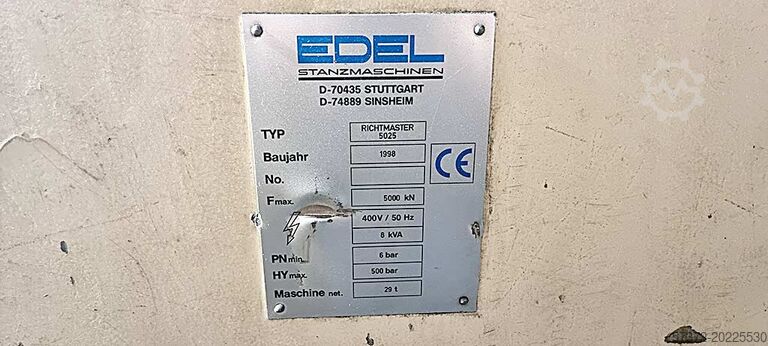 EDEL
STANZMASCHINEN
D-70435 STUTTGART
D-74889 SINSHEIM
TYP RICHTMASTER
5025
Baujahr 1998
CE
No.
Fmax. 5000 kN
400V / 50 Hz
8 kVA
PNmin. 6 bar
HYmax. 500 bar
Maschine net. 29 t
20225530